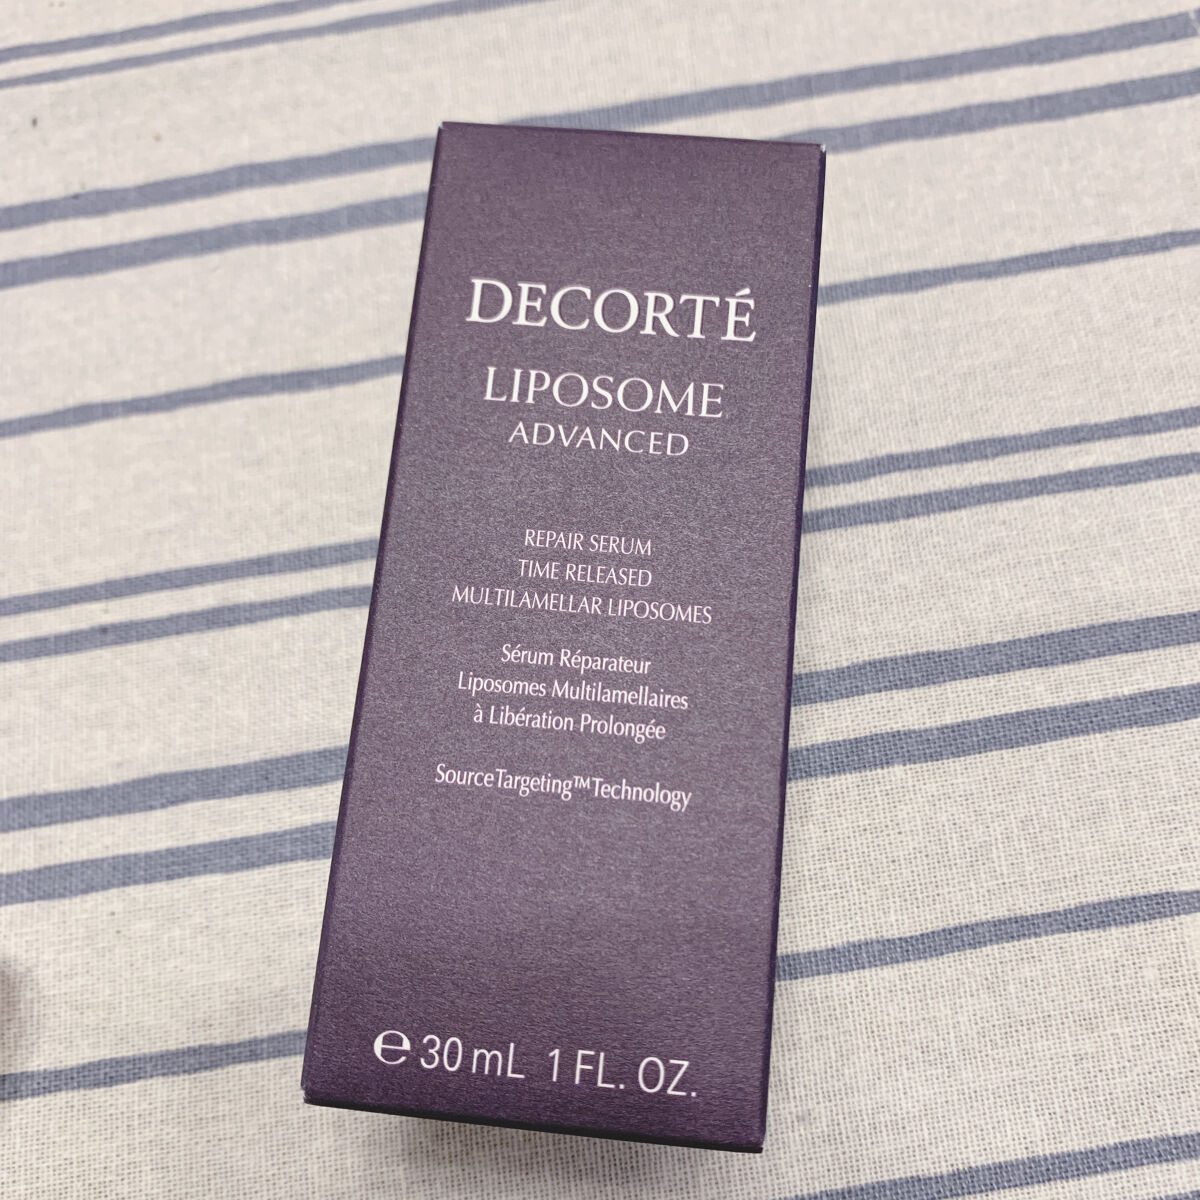 DECORTÉ
LIPOSOME
ADVANCED
REPAIR SERUM
TIME RELEASED
MULTILAMELLAR LIPOSOMES
Sérum Réparateur
Liposomes Multilamellaires
à Libération Prolongée
SourceTargeting™Technology
℮ 30 mL 1 FL. OZ.